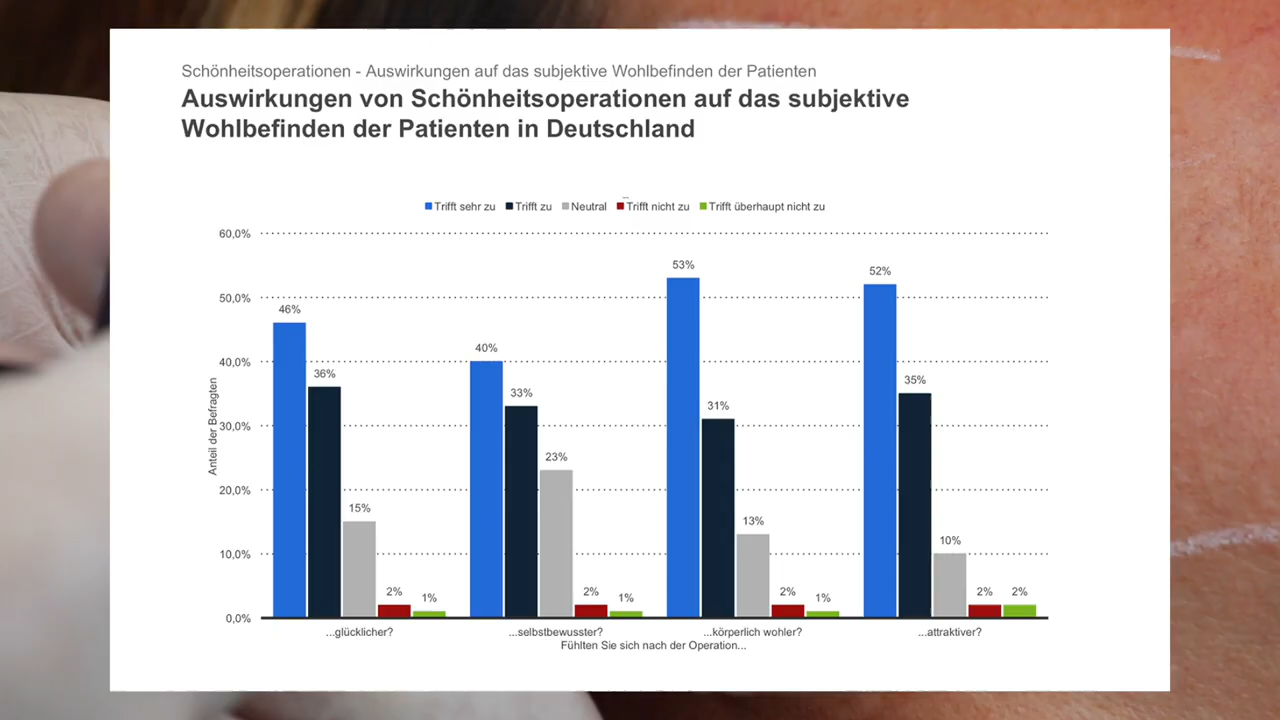 Schönheitsoperationen - Auswirkungen auf das subjektive Wohlbefinden der Patienten
Auswirkungen von Schönheitsoperationen auf das subjektive
Wohlbefinden der Patienten in Deutschland
Trifft sehr zu Trifft zu Neutral Trifft nicht zu Trifft überhaupt nicht zu
Anteil der Befragten
60,0%
50,0%
40,0%
30,0%
20,0%
10,0%
0,0%
46% 36% 15% 2% 1%
40% 33% 23% 2% 1%
53% 31% 13% 2% 1%
52% 35% 10% 2% 2%
...glücklicher? ...selbstbewusster? ...körperlich wohler? ...attraktiver?
Fühlten Sie sich nach der Operation...